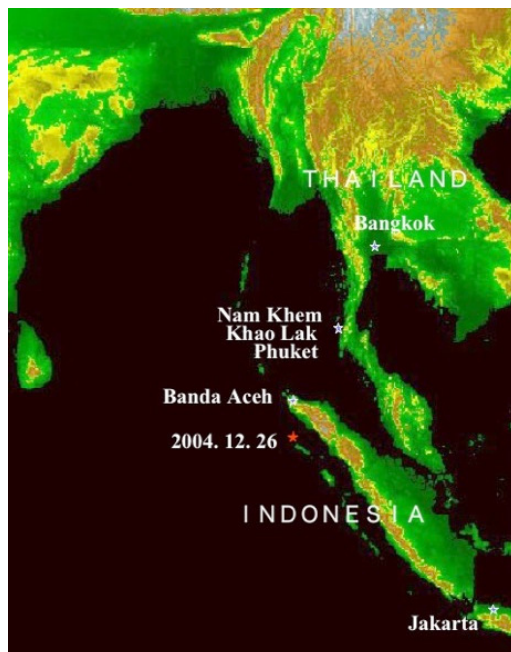 THAILAND
Bangkok
Nam Khem
Khao Lak
Phuket
Banda Aceh
2004. 12. 26
INDONESIA
Jakarta